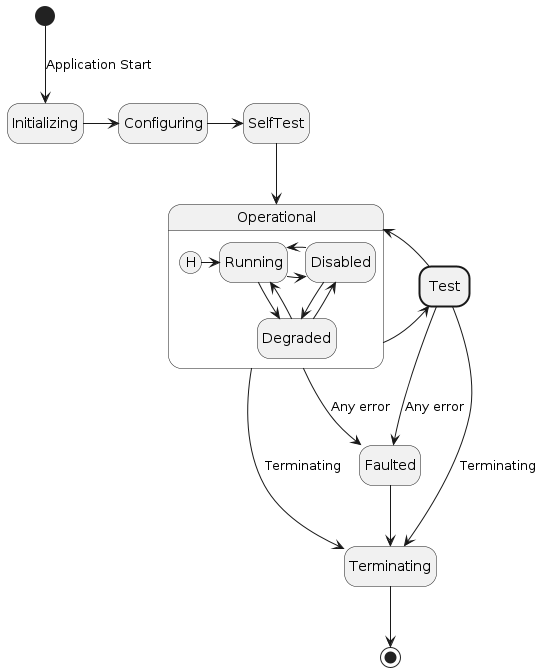 Application Start
Initializing
Configuring
SelfTest
Operational
H
Running
Disabled
Test
Degraded
Any error
Any error
Faulted
Terminating
Terminating
Terminating